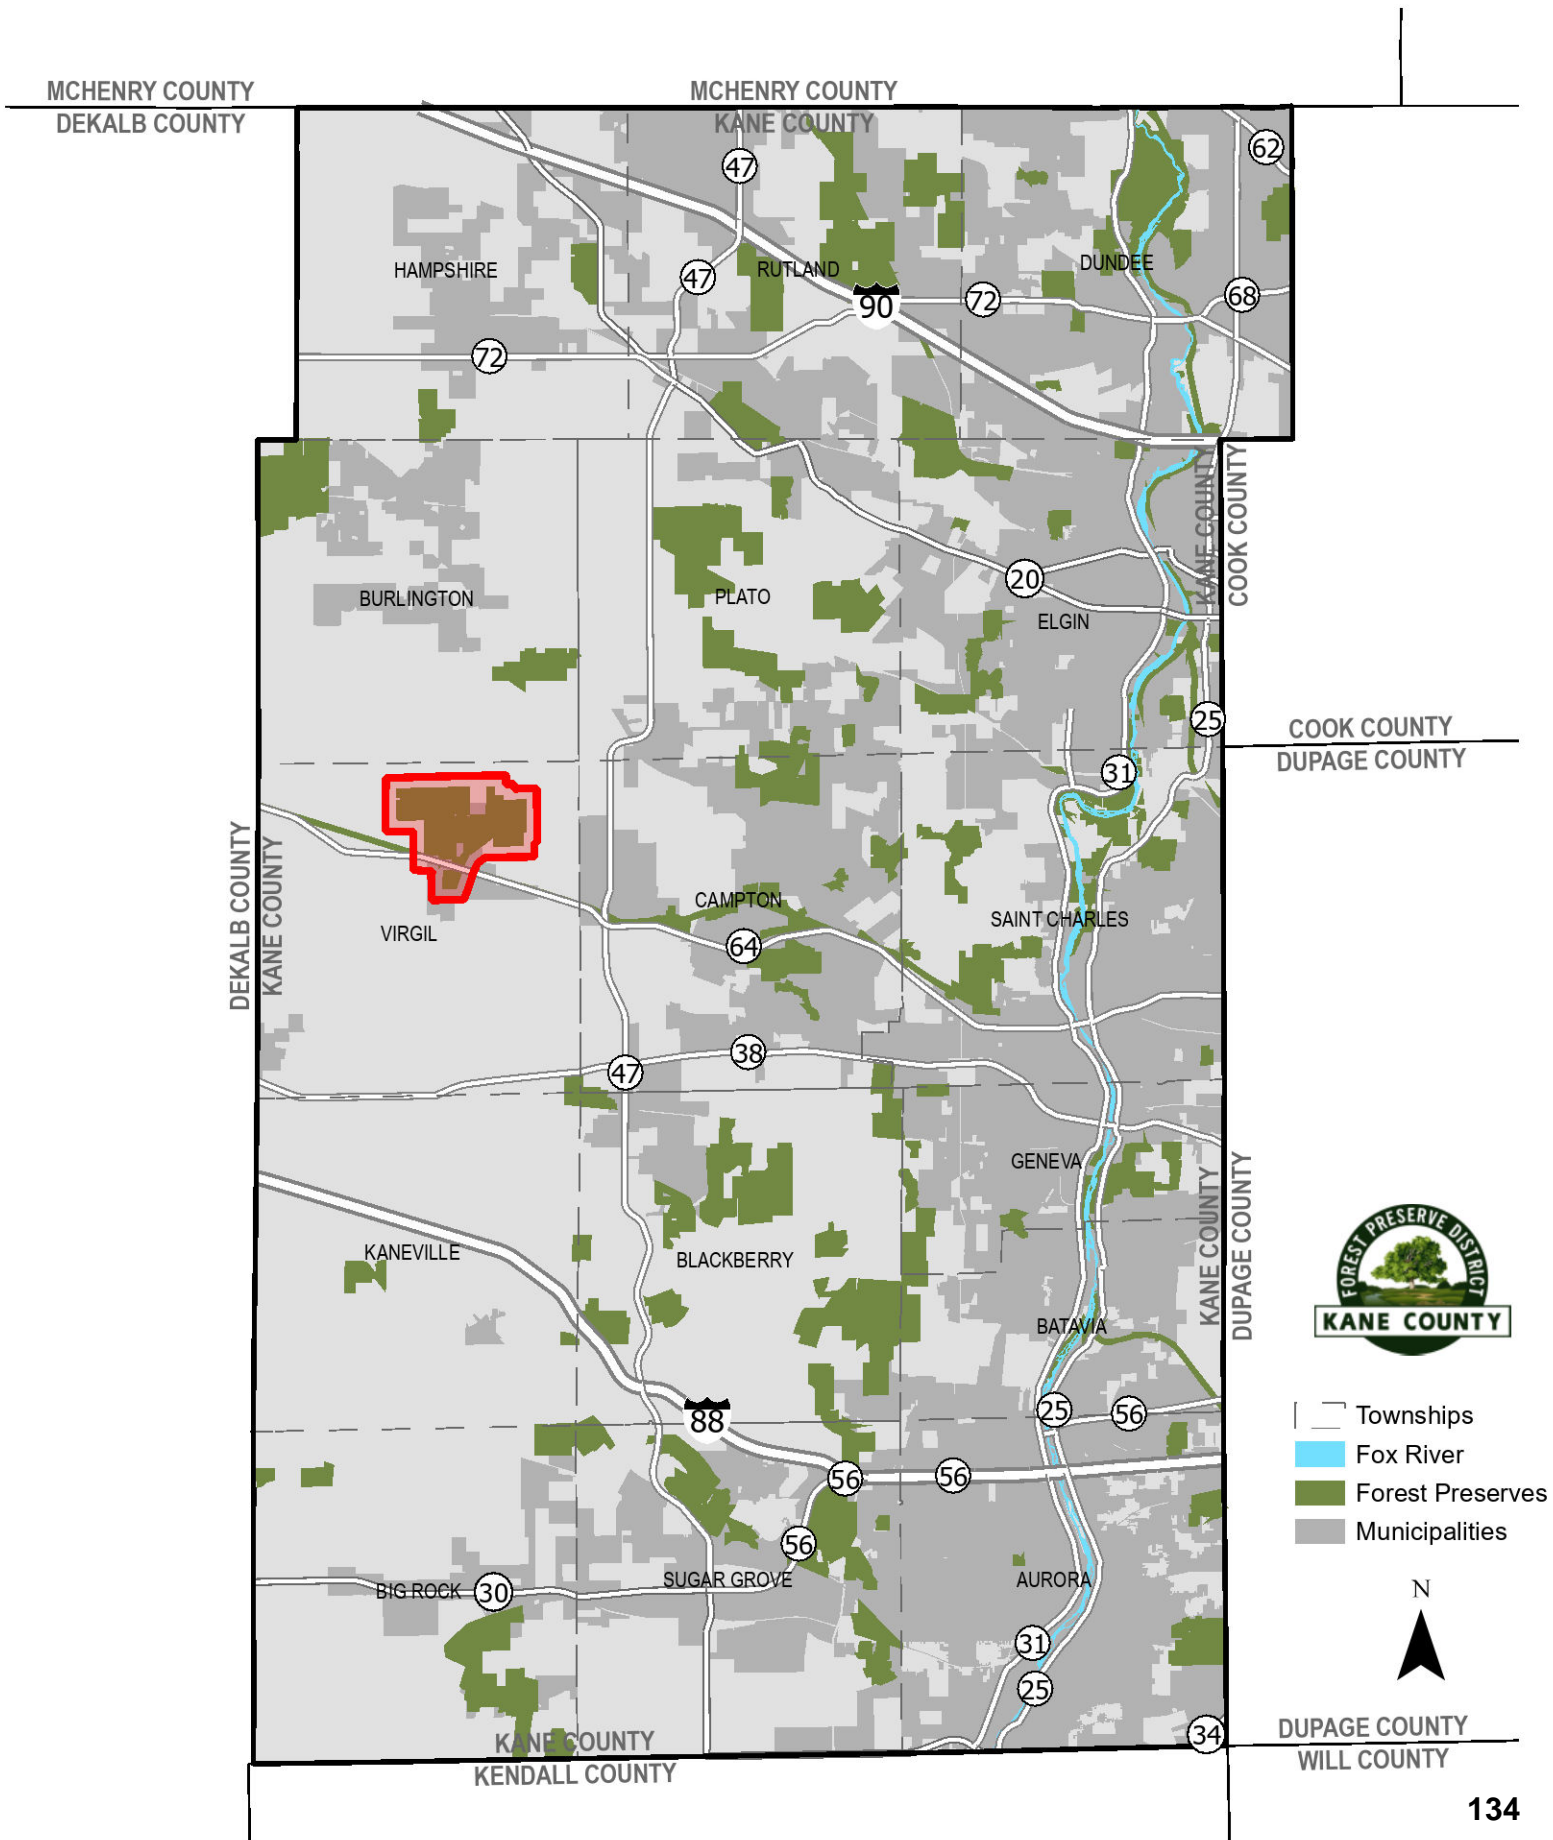 MCHENRY COUNTY
DEKALB COUNTY
MCHENRY COUNTY
KANE COUNTY
62
47
HAMPSHIRE
47
RUTLAND
DUNDEE
90
72
68
72
KANE COUNTY
COOK COUNTY
20
BURLINGTON
PLATO
ELGIN
25
COOK COUNTY
DUPAGE COUNTY
31
DEKALB COUNTY
KANE COUNTY
CAMPTON
SAINT CHARLES
VIRGIL
64
38
47
GENEVA
KANE COUNTY
DUPAGE COUNTY
KANEVILLE
BLACKBERRY
BATAVIA
FOREST PRESERVE DISTRICT
KANE COUNTY
88
25
56
Townships
Fox River
Forest Preserves
Municipalities
56
56
56
SUGAR GROVE
AURORA
BIG ROCK
30
N
31
25
34
KANE COUNTY
KENDALL COUNTY
DUPAGE COUNTY
WILL COUNTY
134